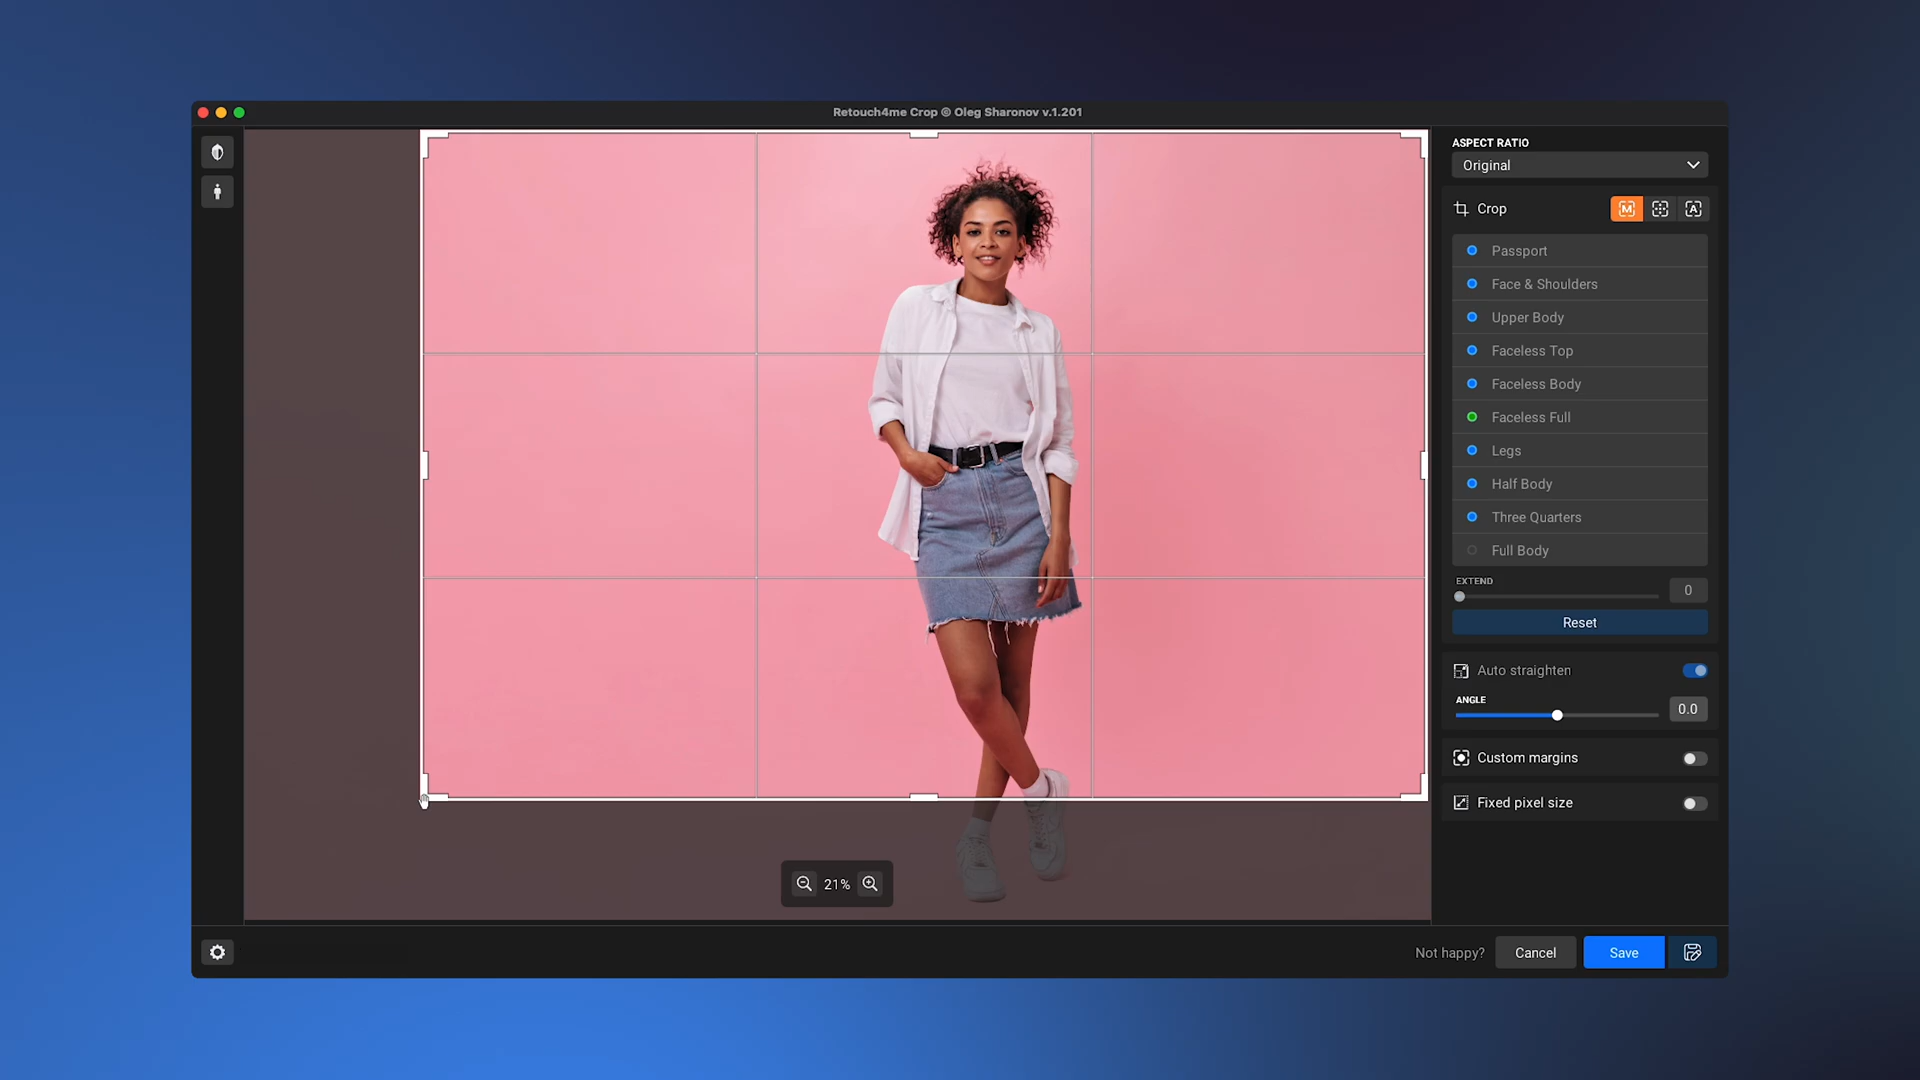 Retouch4me Crop © Oleg Sharonov v.1.201
ASPECT RATIO
Original
Crop
M
A
Passport
Face & Shoulders
Upper Body
Faceless Top
Faceless Body
Faceless Full
Legs
Half Body
Three Quarters
Full Body
EXTEND
0
Reset
Auto straighten
ANGLE
0.0
Custom margins
Fixed pixel size
21%
Not happy?
Cancel
Save